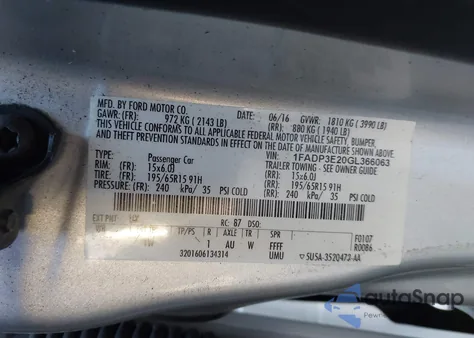 MFD. BY FORD MOTOR CO.
06/16 GVWR: 1810 KG ( 3990 LB)
GAWR: (FR): 972 KG ( 2143 LB) (RR): 880 KG ( 1940 LB)
THIS VEHICLE CONFORMS TO ALL APPLICABLE FEDERAL MOTOR VEHICLE SAFETY, BUMPER,
AND THEFT PREVENTION STANDARDS IN EFFECT ON THE DATE OF MANUFACTURE SHOWN ABOVE.
VIN: 1FADP3E20GL366063
TYPE: Passenger Car TRAILER TOWING - SEE OWNER GUIDE
RIM: (FR): 15x6.0J (RR): 15x6.0J
TIRE: (FR): 195/65R15 91H (RR): 195/65R15 91H
PRESSURE: (FR) 240 kPa/ 35 PSI COLD (RR) 240 kPa/ 35 PSI COLD
EXT PNT RC: 87 DSO:
TP/PS R AXLE TR SPR F0107
1 AU W FFFF R0086
3201606134314 UMU 5U5A-3520472-AA
AutoSnap